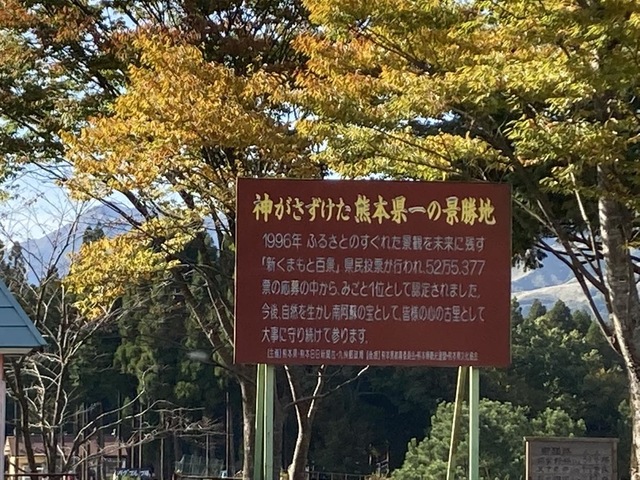 神がさずけた熊本県一の景勝地
1996年 ふるさとのすぐれた景観を未来に残す
「新くまもと百景」県民投票が行われ、52万5,377
票の応募の中から、みごと1位として認定されました。
今後、自然を生かし南阿蘇の宝として、皆様の心の古里として
大事に守り続けて参ります。